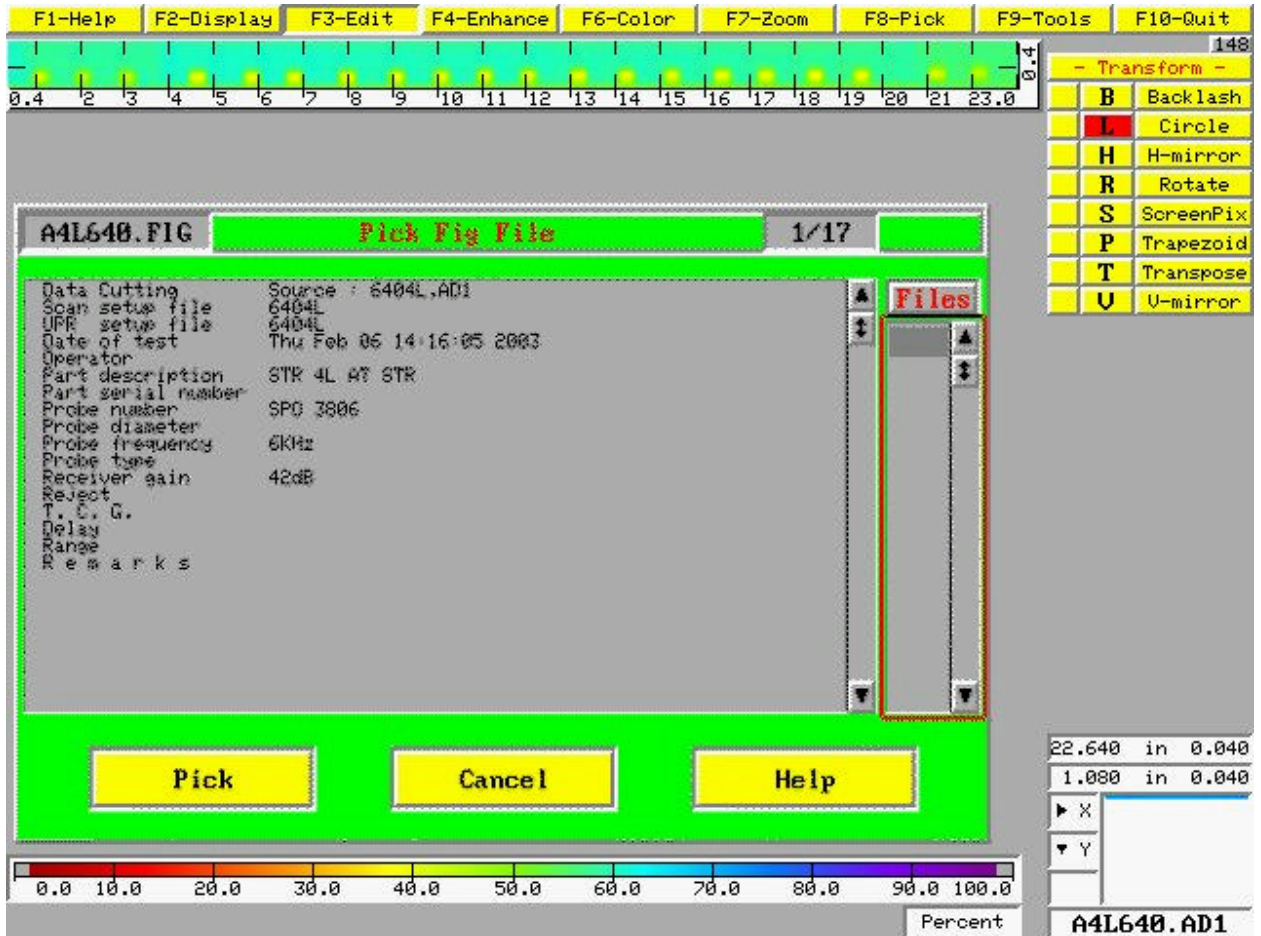 F1-Help F2-Display F3-Edit F4-Enhance F6-Color F7-Zoom F8-Pick F9-Tools F10-Quit
148
0.4
0.4 2 3 4 5 6 7 8 9 10 11 12 13 14 15 16 17 18 19 20 21 23.0
- Transform -
B Backlash
L Circle
H H-mirror
R Rotate
S ScreenPix
P Trapezoid
T Transpose
V V-mirror
A4L640.FIG Pick Fig File 1/17
Data Cutting Source : 6404L,AD1
Scan setup file 6404L
UPR setup file 6404L
Date of test Thu Feb 06 14:16:05 2003
Operator
Part description STR 4L AT STR
Part serial number
Probe number SPO 3806
Probe diameter
Probe frequency 6KHz
Probe type
Receiver gain 42dB
Reject
T. C. G.
Delay
Range
R e m a r k s
Files
Pick Cancel Help
22.640 in 0.040
1.080 in 0.040
X
Y
0.0 10.0 20.0 30.0 40.0 50.0 60.0 70.0 80.0 90.0 100.0
Percent
A4L640.AD1